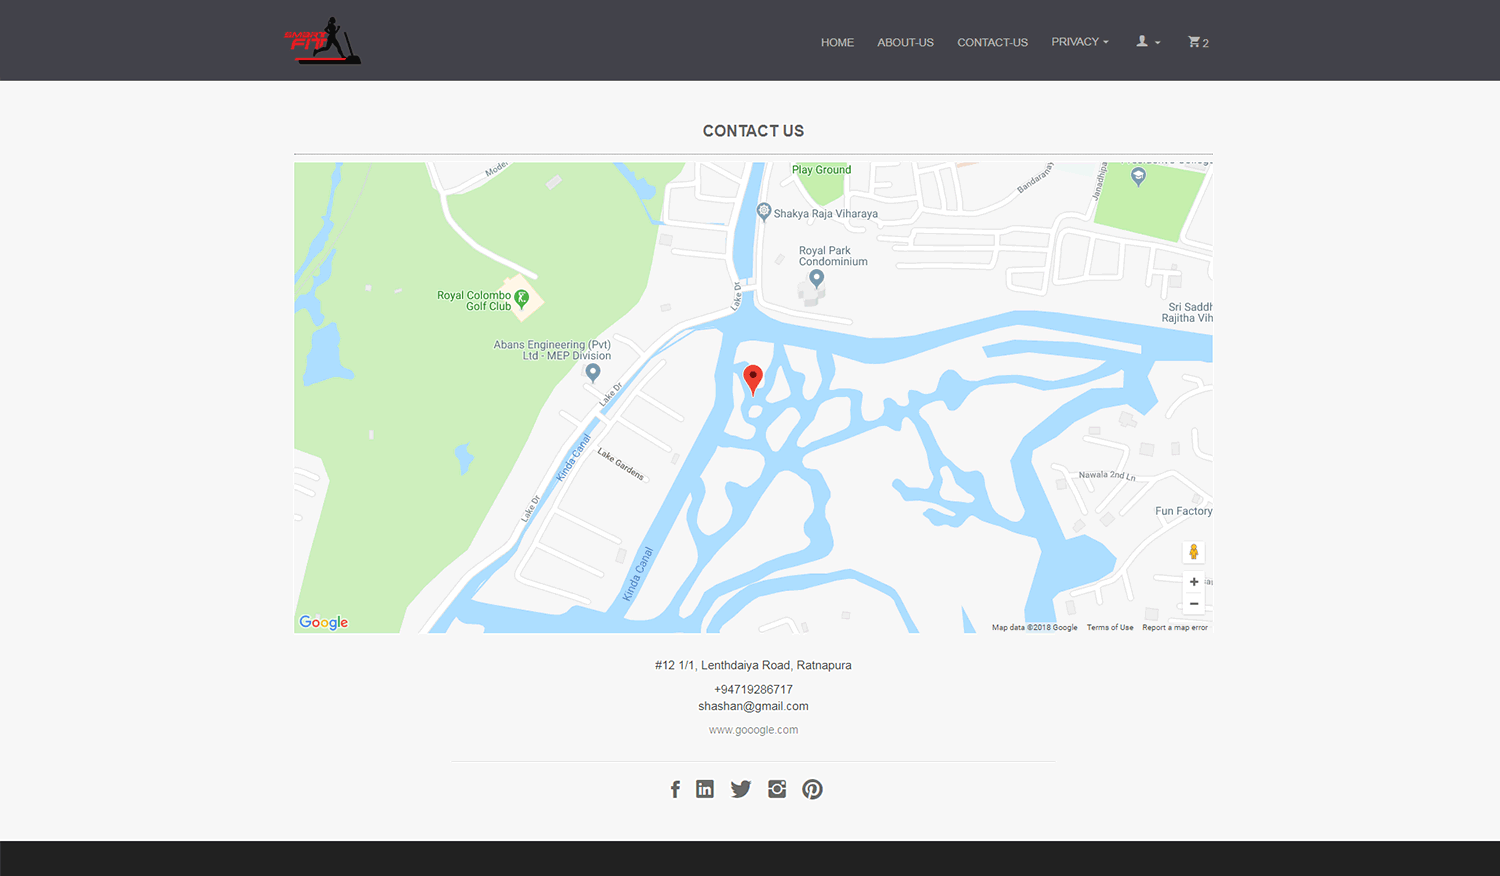 SMART
FIT
HOME
ABOUT-US
CONTACT-US
PRIVACY
2
CONTACT US
Play Ground
Bandaranay
Janadhipa
Shakya Raja Viharaya
Royal Park
Condominium
Lake Dr
Royal Colombo
Golf Club
Sri Saddh
Rajitha Vih
Abans Engineering (Pvt)
Ltd - MEP Division
Lake Dr
Kinda Canal
Lake Gardens
Nawala 2nd Ln
Lake Dr
Fun Factory
Kinda Canal
Google
Map data ©2018 Google
Terms of Use
Report a map error
#12 1/1, Lenthdaiya Road, Ratnapura
+94719286717
shashan@gmail.com
www.gooogle.com